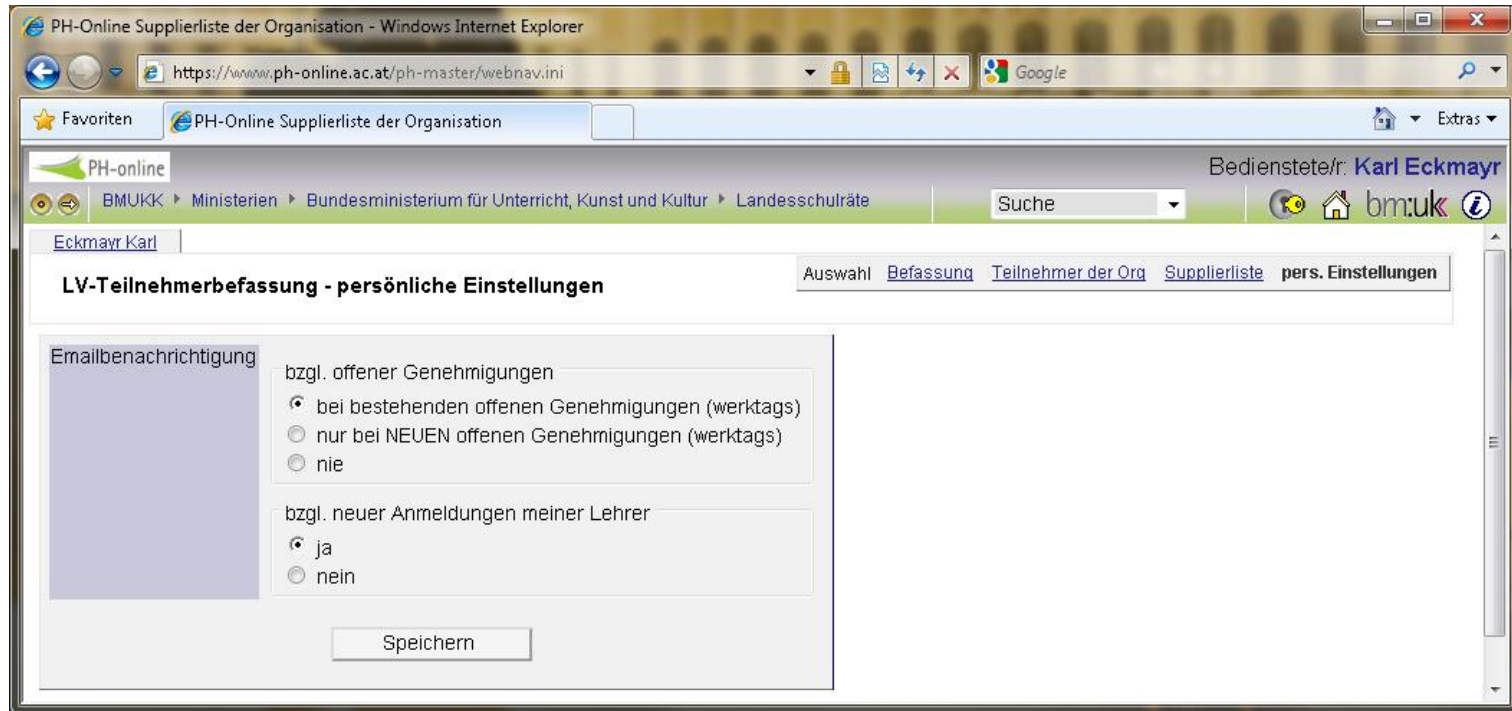 PH-Online Supplierliste der Organisation - Windows Internet Explorer
https://www.ph-online.ac.at/ph-master/webnav.ini
Google
Favoriten
PH-Online Supplierliste der Organisation
Extras
PH-online
Bedienstete/r: Karl Eckmayr
BMUKK Ministerien Bundesministerium für Unterricht, Kunst und Kultur Landesschulräte
Suche
bm:uk
Eckmayr Karl
LV-Teilnehmerbefassung - persönliche Einstellungen
Auswahl Befassung Teilnehmer der Org Supplierliste pers. Einstellungen
Emailbenachrichtigung
bzgl. offener Genehmigungen
bei bestehenden offenen Genehmigungen (werktags)
nur bei NEUEN offenen Genehmigungen (werktags)
nie
bzgl. neuer Anmeldungen meiner Lehrer
ja
nein
Speichern